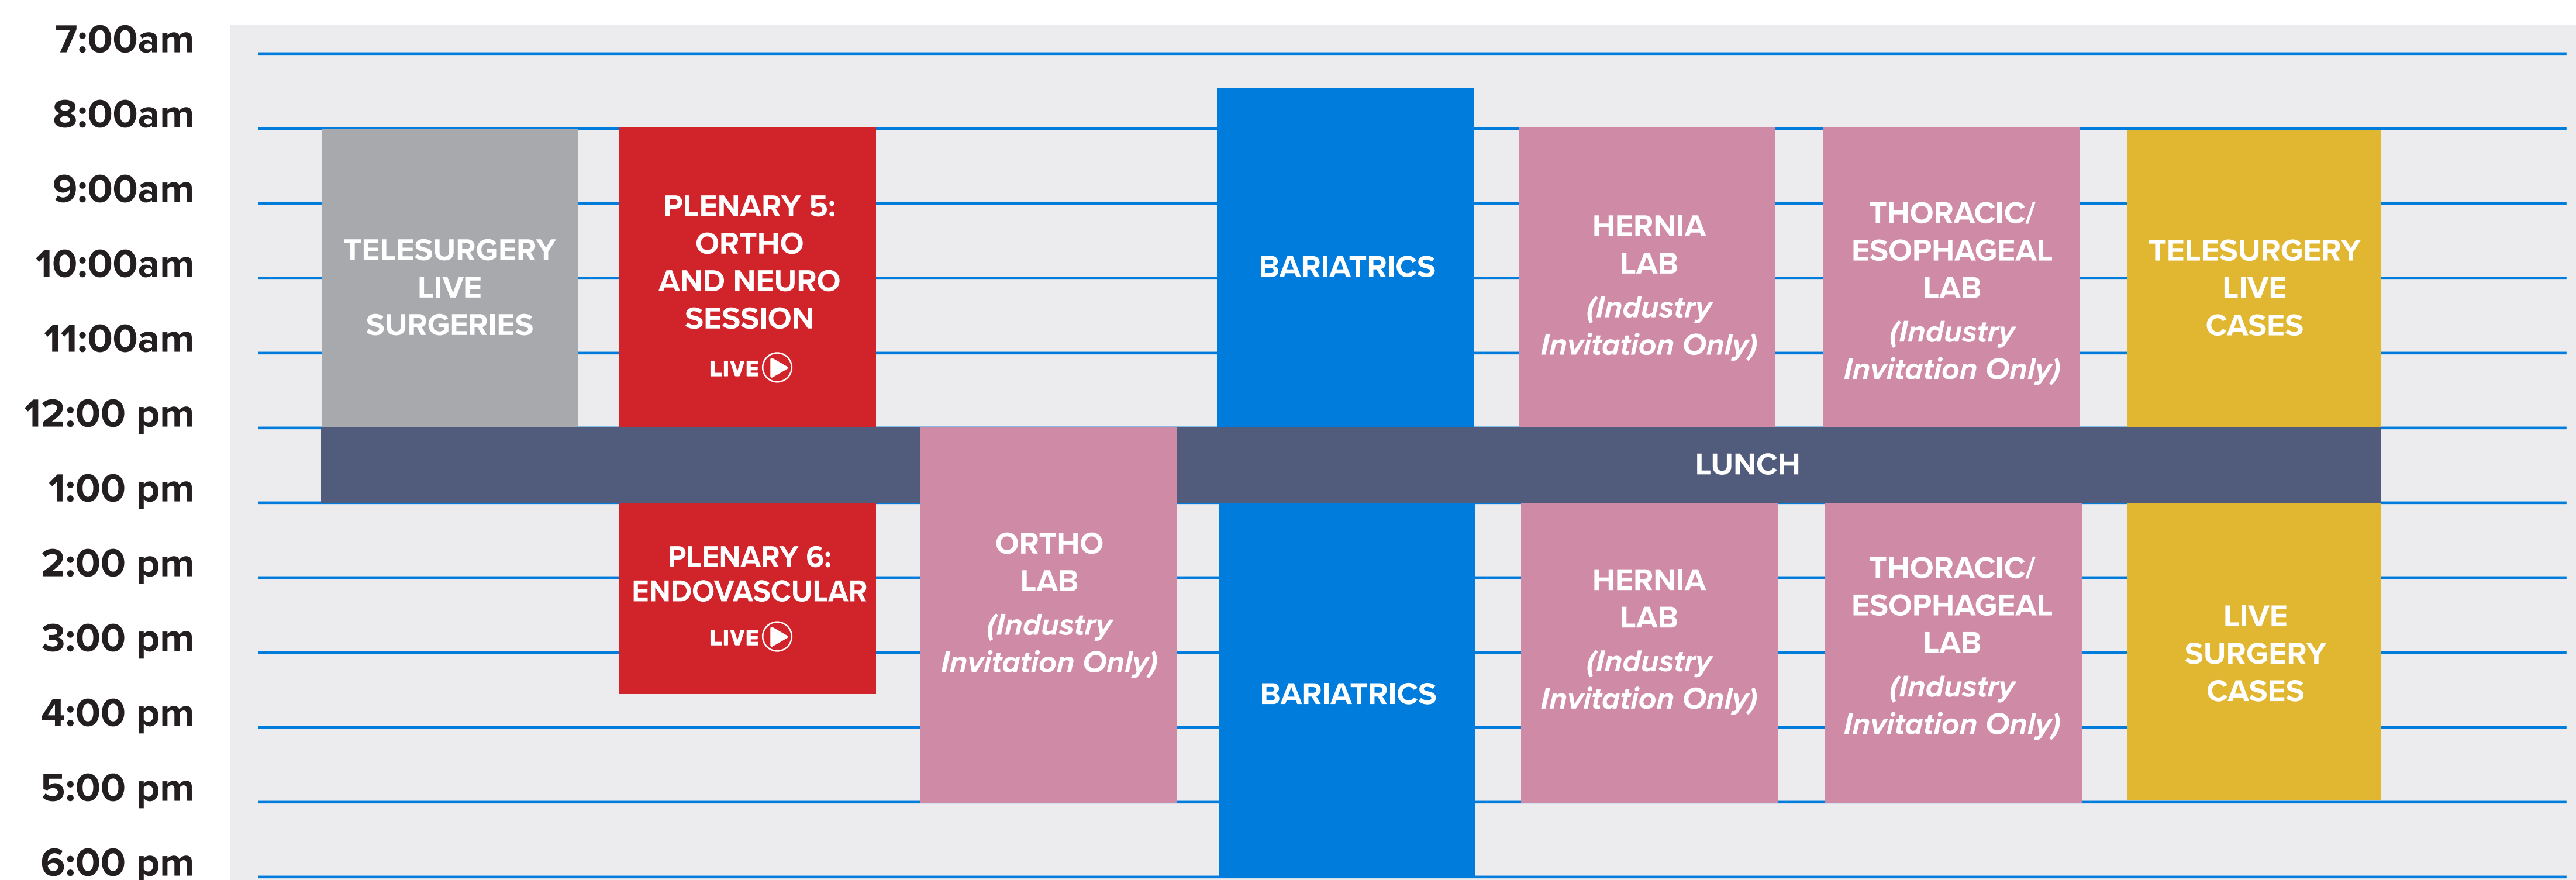 7:00am
8:00am
9:00am
10:00am
11:00am
12:00 pm
1:00 pm
2:00 pm
3:00 pm
4:00 pm
5:00 pm
6:00 pm
TELESURGERY
LIVE
SURGERIES
PLENARY 5:
ORTHO
AND NEURO
SESSION
LIVE
BARIATRICS
HERNIA
LAB
(Industry
Invitation Only)
THORACIC/
ESOPHAGEAL
LAB
(Industry
Invitation Only)
TELESURGERY
LIVE
CASES
LUNCH
PLENARY 6:
ENDOVASCULAR
LIVE
ORTHO
LAB
(Industry
Invitation Only)
BARIATRICS
HERNIA
LAB
(Industry
Invitation Only)
THORACIC/
ESOPHAGEAL
LAB
(Industry
Invitation Only)
LIVE
SURGERY
CASES